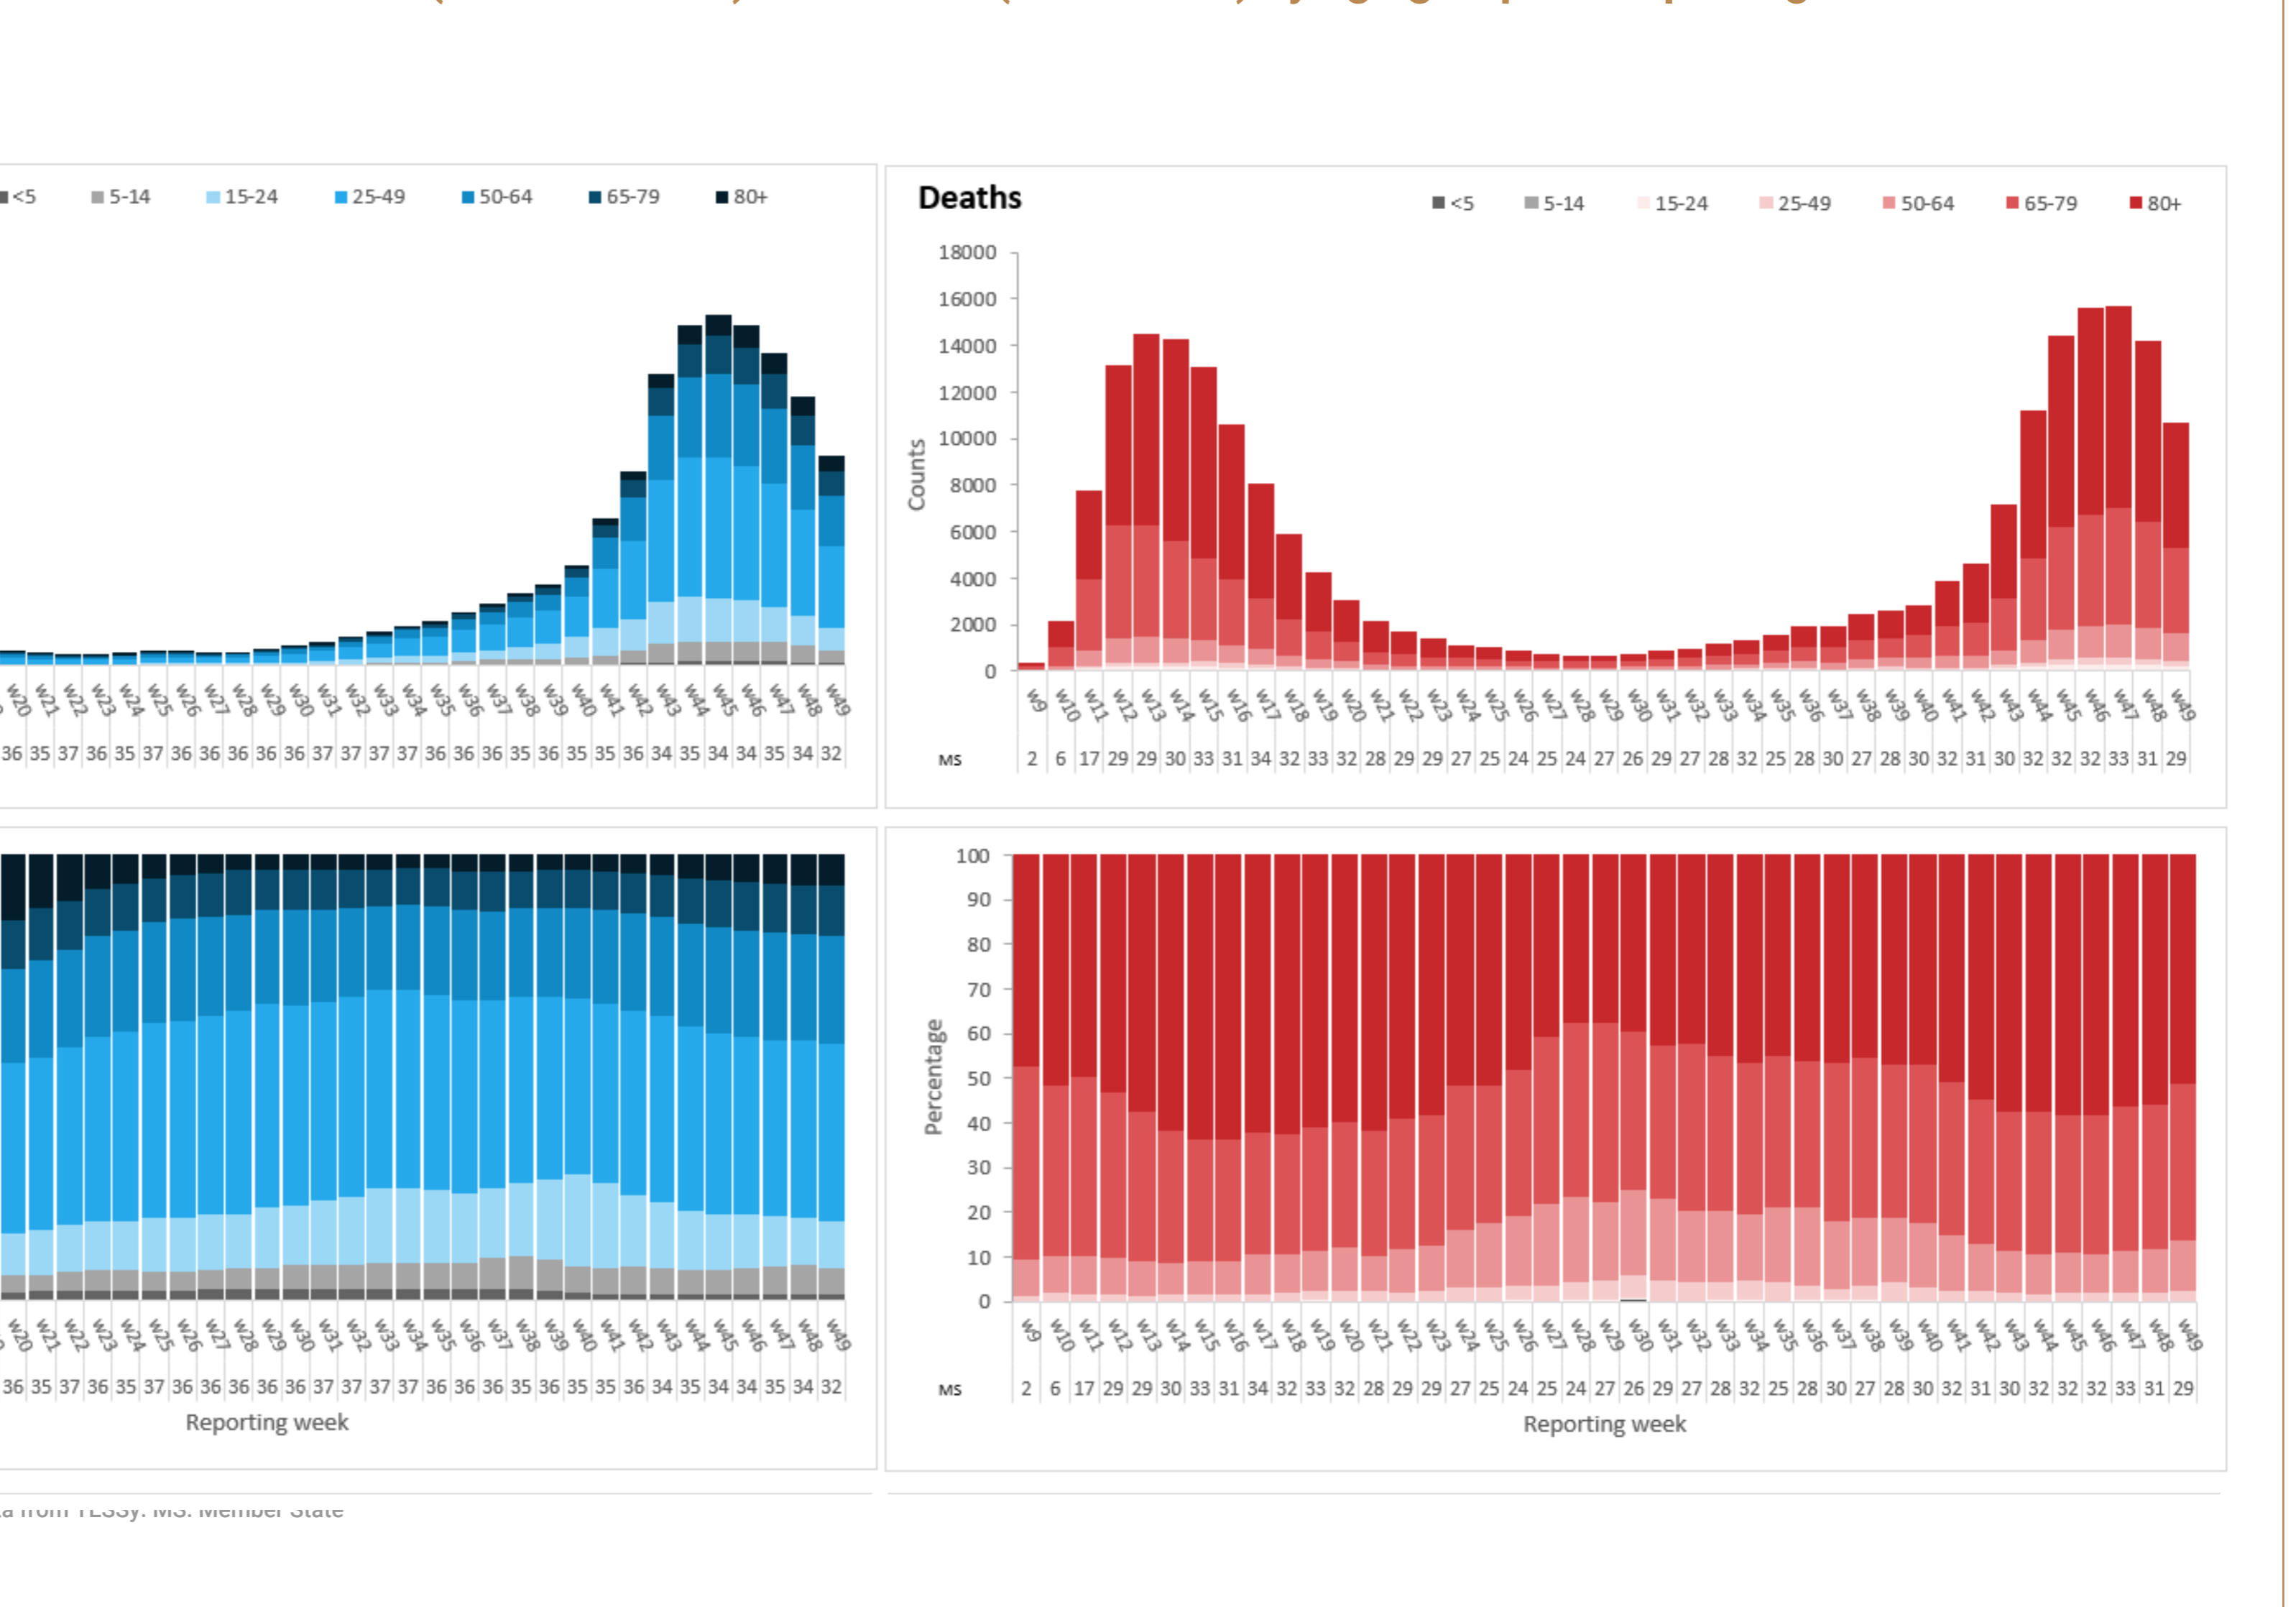 <5 5-14 15-24 25-49 50-64 65-79 80+
w20 w21 w22 w23 w24 w25 w26 w27 w28 w29 w30 w31 w32 w33 w34 w35 w36 w37 w38 w39 w40 w41 w42 w43 w44 w45 w46 w47 w48 w49
36 35 37 36 35 37 36 36 36 36 36 37 37 37 37 36 36 36 35 36 35 35 36 34 35 34 34 35 34 32
Deaths
<5 5-14 15-24 25-49 50-64 65-79 80+
18000
16000
14000
12000
10000
8000
6000
4000
2000
0
Counts
w9 w10 w11 w12 w13 w14 w15 w16 w17 w18 w19 w20 w21 w22 w23 w24 w25 w26 w27 w28 w29 w30 w31 w32 w33 w34 w35 w36 w37 w38 w39 w40 w41 w42 w43 w44 w45 w46 w47 w48 w49
MS 2 6 17 29 29 30 33 31 34 32 33 32 28 29 29 27 25 24 25 24 27 26 29 27 28 32 25 28 30 27 28 30 32 31 30 32 32 32 33 31 29
w20 w21 w22 w23 w24 w25 w26 w27 w28 w29 w30 w31 w32 w33 w34 w35 w36 w37 w38 w39 w40 w41 w42 w43 w44 w45 w46 w47 w48 w49
36 35 37 36 35 37 36 36 36 36 36 37 37 37 37 36 36 36 35 36 35 35 36 34 35 34 34 35 34 32
Reporting week
100
90
80
70
60
50
40
30
20
10
0
Percentage
w9 w10 w11 w12 w13 w14 w15 w16 w17 w18 w19 w20 w21 w22 w23 w24 w25 w26 w27 w28 w29 w30 w31 w32 w33 w34 w35 w36 w37 w38 w39 w40 w41 w42 w43 w44 w45 w46 w47 w48 w49
MS 2 6 17 29 29 30 33 31 34 32 33 32 28 29 29 27 25 24 25 24 27 26 29 27 28 32 25 28 30 27 28 30 32 31 30 32 32 32 33 31 29
Reporting week
from TESSy. MS: Member State